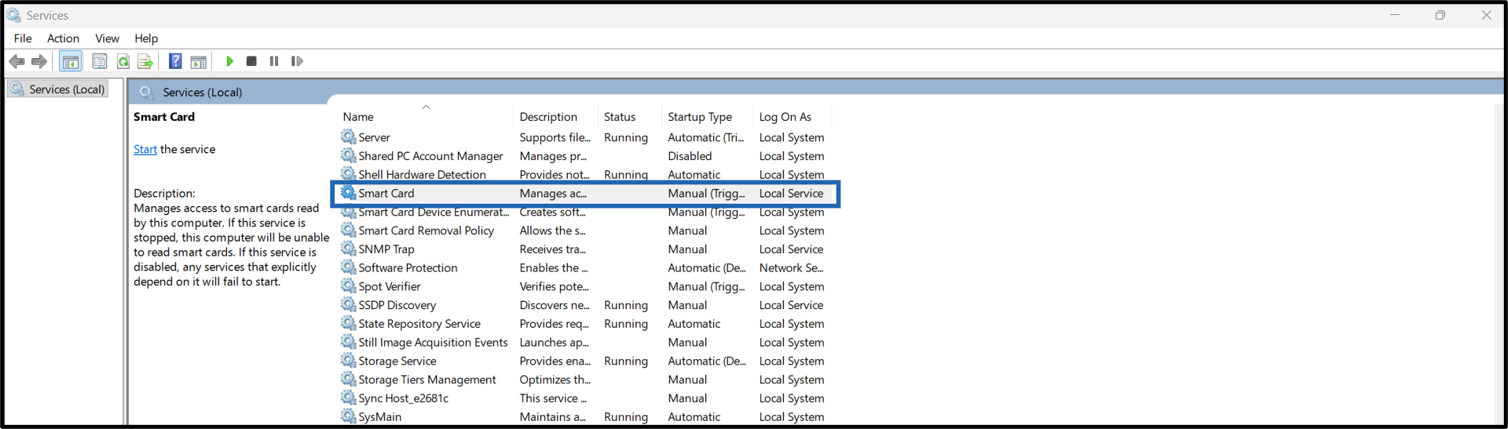 Services
File Action View Help
Services (Local)
Services (Local)
Smart Card
Start the service
Description:
Manages access to smart cards read
by this computer. If this service is
stopped, this computer will be unable
to read smart cards. If this service is
disabled, any services that explicitly
depend on it will fail to start.
Name Description Status Startup Type Log On As
Server Supports file... Running Automatic (Tri... Local System
Shared PC Account Manager Manages pr... Disabled Local System
Shell Hardware Detection Provides not... Running Automatic Local System
Smart Card Manages ac... Manual (Trigg... Local Service
Smart Card Device Enumerat... Creates soft... Manual (Trigg... Local System
Smart Card Removal Policy Allows the s... Manual Local System
SNMP Trap Receives tra... Manual Local Service
Software Protection Enables the ... Automatic (De... Network Se...
Spot Verifier Verifies pote... Manual (Trigg... Local System
SSDP Discovery Discovers ne... Running Manual Local Service
State Repository Service Provides req... Running Automatic Local System
Still Image Acquisition Events Launches ap... Manual Local System
Storage Service Provides ena... Running Automatic (De... Local System
Storage Tiers Management Optimizes th... Manual Local System
Sync Host_e2681c This service ... Manual Local System
SysMain Maintains a... Running Automatic Local System